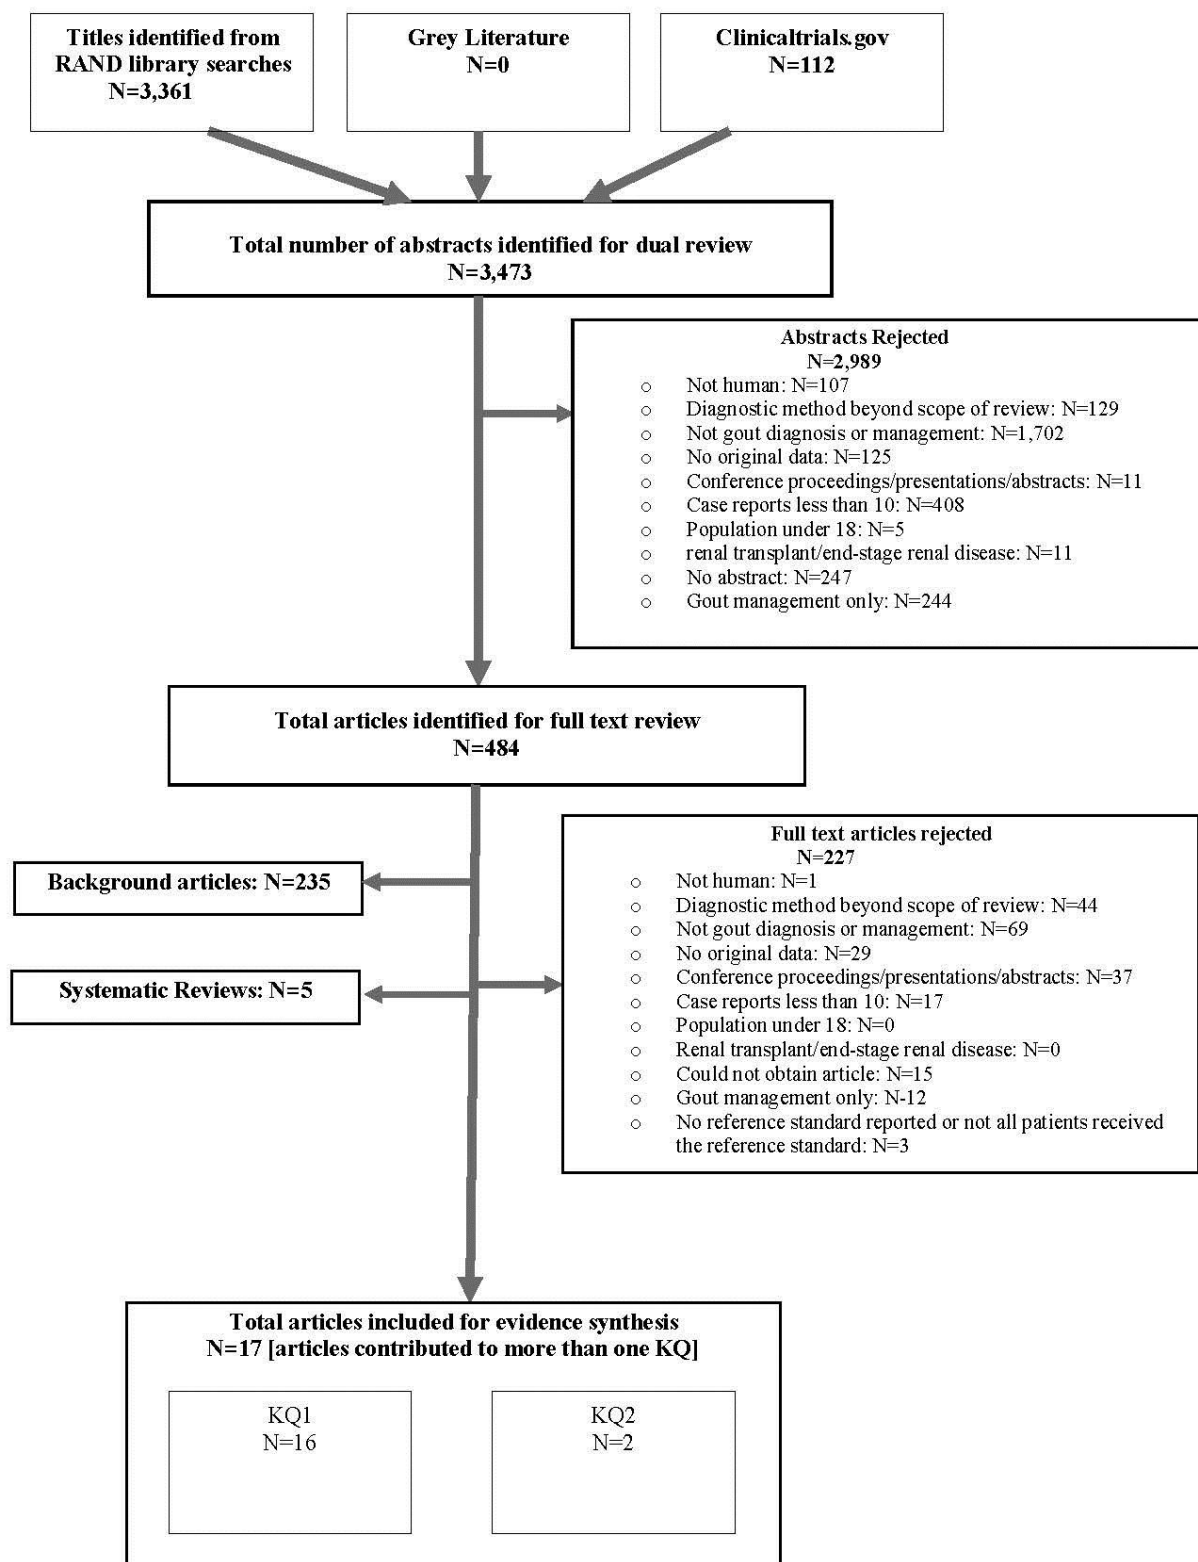 Titles identified from
RAND library searches
N=3,361
Grey Literature
N=0
Clinicaltrials.gov
N=112
Total number of abstracts identified for dual review
N=3,473
Abstracts Rejected
N=2,989
o Not human: N=107
o Diagnostic method beyond scope of review: N=129
o Not gout diagnosis or management: N=1,702
o No original data: N=125
o Conference proceedings/presentations/abstracts: N=11
o Case reports less than 10: N=408
o Population under 18: N=5
o renal transplant/end-stage renal disease: N=11
o No abstract: N=247
o Gout management only: N=244
Total articles identified for full text review
N=484
Background articles: N=235
Systematic Reviews: N=5
Full text articles rejected
N=227
o Not human: N=1
o Diagnostic method beyond scope of review: N=44
o Not gout diagnosis or management: N=69
o No original data: N=29
o Conference proceedings/presentations/abstracts: N=37
o Case reports less than 10: N=17
o Population under 18: N=0
o Renal transplant/end-stage renal disease: N=0
o Could not obtain article: N=15
o Gout management only: N-12
o No reference standard reported or not all patients received
the reference standard: N=3
Total articles included for evidence synthesis
N=17 [articles contributed to more than one KQ]
KQ1
N=16
KQ2
N=2